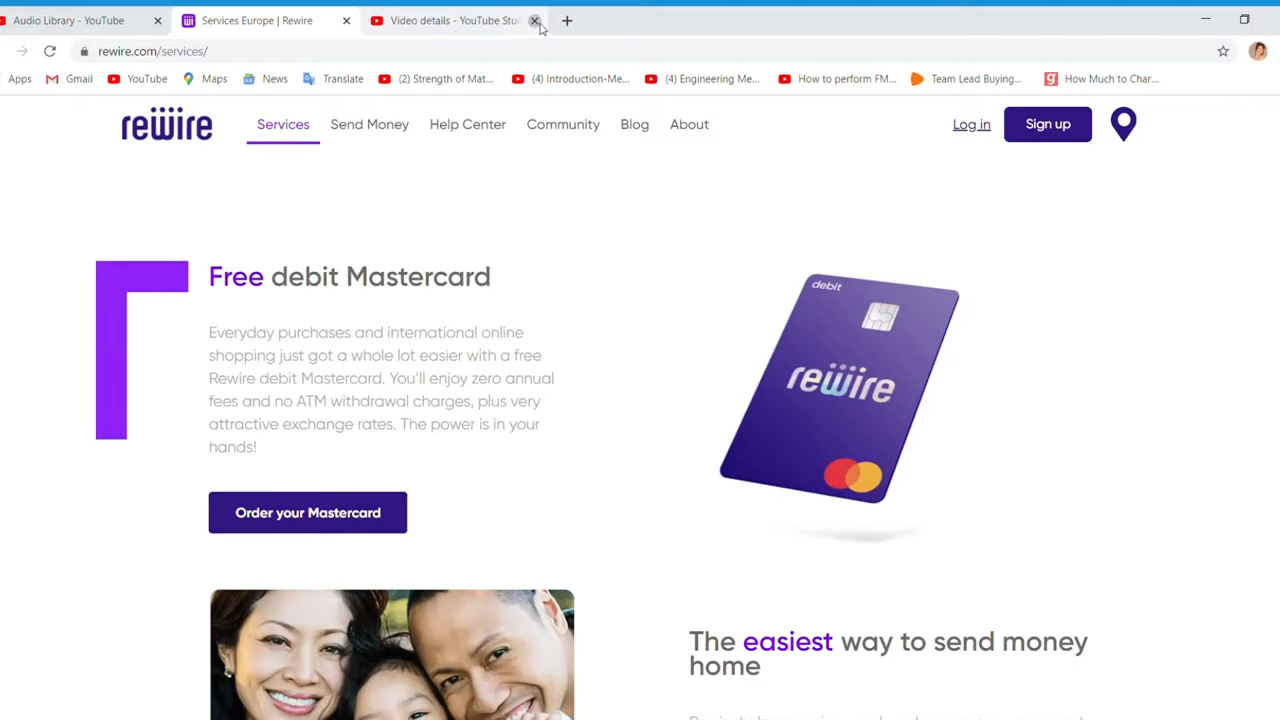 Audio Library - YouTube
Services Europe | Rewire
Video details - YouTube Stu
rewire.com/services/
Apps
Gmail
YouTube
Maps
News
Translate
(2) Strength of Mat...
(4) Introduction-Me...
(4) Engineering Me...
How to perform FM...
Team Lead Buying...
How Much to Char...
rewire
Services
Send Money
Help Center
Community
Blog
About
Log in
Sign up
Free debit Mastercard
Everyday purchases and international online
shopping just got a whole lot easier with a free
Rewire debit Mastercard. You'll enjoy zero annual
fees and no ATM withdrawal charges, plus very
attractive exchange rates. The power is in your
hands!
Order your Mastercard
debit
rewire
The easiest way to send money
home